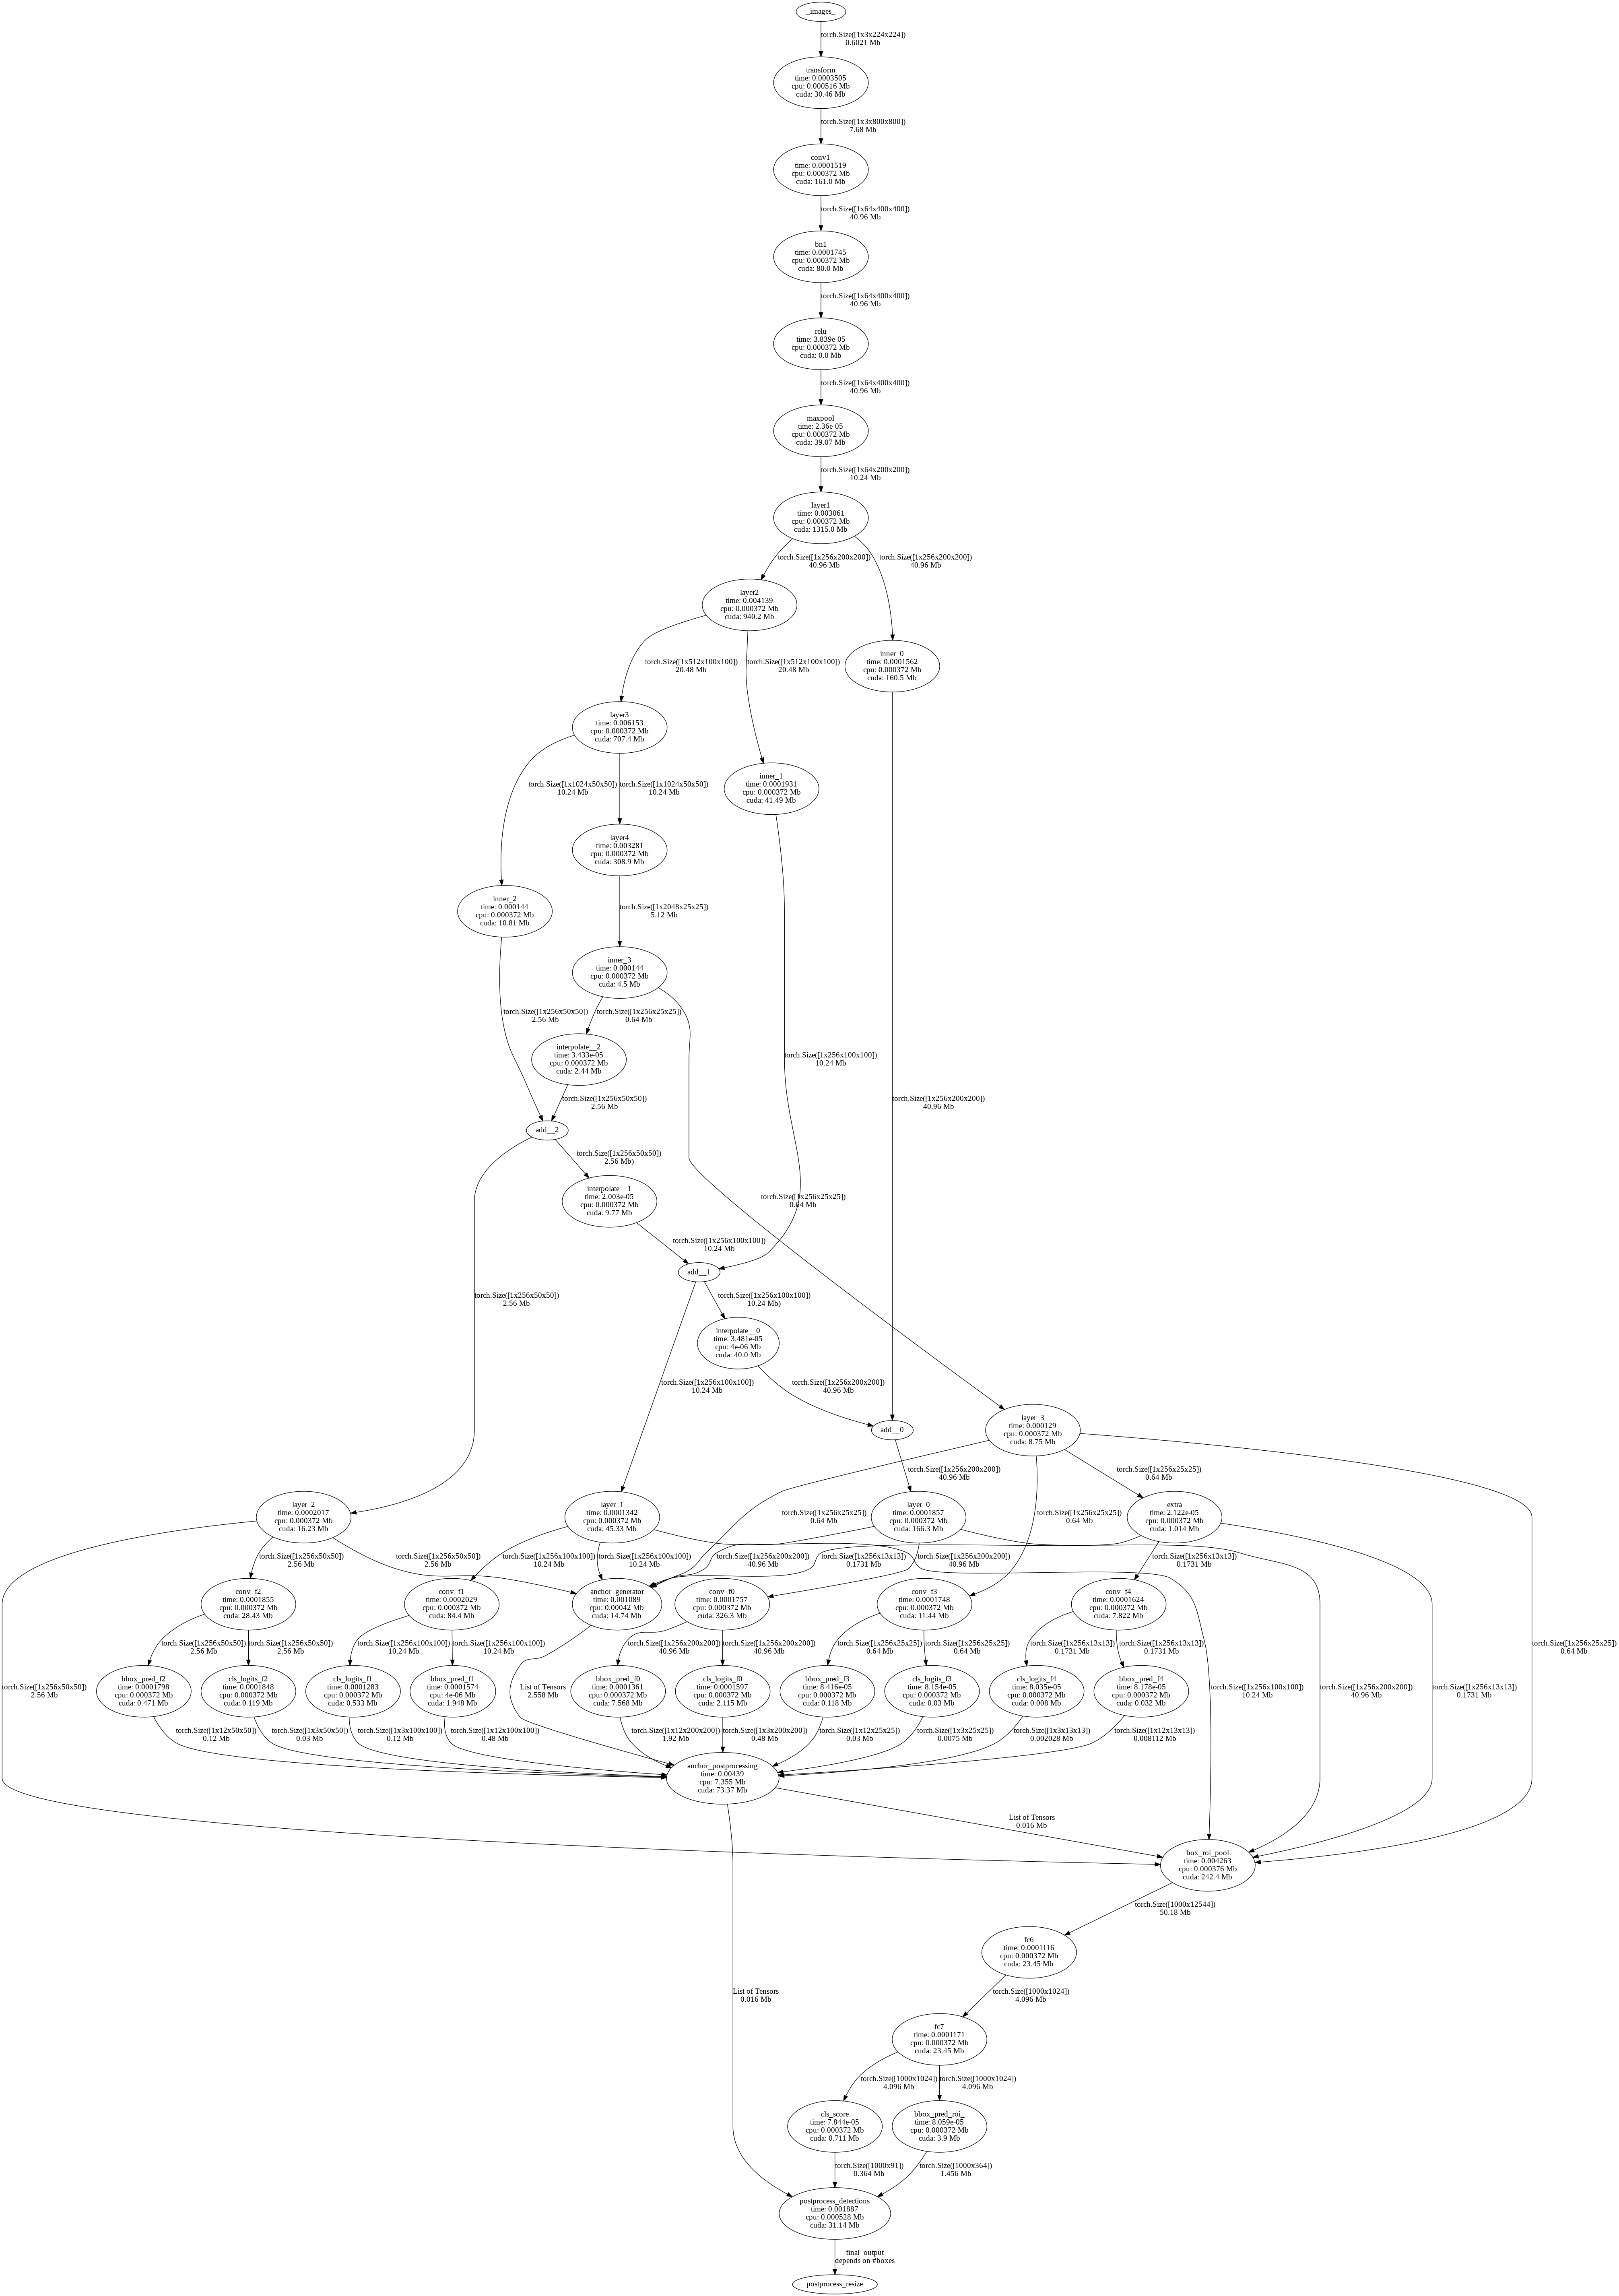 _images_
torch.Size([1x3x224x224])
0.6021 Mb
transform
time: 0.0003505
cpu: 0.000516 Mb
cuda: 30.46 Mb
torch.Size([1x3x800x800])
7.68 Mb
conv1
time: 0.0001519
cpu: 0.000372 Mb
cuda: 161.0 Mb
torch.Size([1x64x400x400])
40.96 Mb
bn1
time: 0.0001745
cpu: 0.000372 Mb
cuda: 80.0 Mb
torch.Size([1x64x400x400])
40.96 Mb
relu
time: 3.839e-05
cpu: 0.000372 Mb
cuda: 0.0 Mb
torch.Size([1x64x400x400])
40.96 Mb
maxpool
time: 2.36e-05
cpu: 0.000372 Mb
cuda: 39.07 Mb
torch.Size([1x64x200x200])
10.24 Mb
layer1
time: 0.003061
cpu: 0.000372 Mb
cuda: 1315.0 Mb
torch.Size([1x256x200x200])
40.96 Mb
torch.Size([1x256x200x200])
40.96 Mb
layer2
time: 0.004139
cpu: 0.000372 Mb
cuda: 940.2 Mb
inner_0
time: 0.0001562
cpu: 0.000372 Mb
cuda: 160.5 Mb
torch.Size([1x512x100x100])
20.48 Mb
torch.Size([1x512x100x100])
20.48 Mb
layer3
time: 0.006153
cpu: 0.000372 Mb
cuda: 707.4 Mb
inner_1
time: 0.0001931
cpu: 0.000372 Mb
cuda: 41.49 Mb
torch.Size([1x1024x50x50])
10.24 Mb
torch.Size([1x1024x50x50])
10.24 Mb
layer4
time: 0.003281
cpu: 0.000372 Mb
cuda: 308.9 Mb
inner_2
time: 0.000144
cpu: 0.000372 Mb
cuda: 10.81 Mb
torch.Size([1x2048x25x25])
5.12 Mb
inner_3
time: 0.000144
cpu: 0.000372 Mb
cuda: 4.5 Mb
torch.Size([1x256x50x50])
2.56 Mb
torch.Size([1x256x25x25])
0.64 Mb
interpolate__2
time: 3.433e-05
cpu: 0.000372 Mb
cuda: 2.44 Mb
torch.Size([1x256x100x100])
10.24 Mb
torch.Size([1x256x200x200])
40.96 Mb
torch.Size([1x256x50x50])
2.56 Mb
add__2
torch.Size([1x256x50x50])
2.56 Mb)
interpolate__1
time: 2.003e-05
cpu: 0.000372 Mb
cuda: 9.77 Mb
torch.Size([1x256x25x25])
0.64 Mb
torch.Size([1x256x100x100])
10.24 Mb
add__1
torch.Size([1x256x50x50])
2.56 Mb
torch.Size([1x256x100x100])
10.24 Mb)
interpolate__0
time: 3.481e-05
cpu: 4e-06 Mb
cuda: 40.0 Mb
torch.Size([1x256x100x100])
10.24 Mb
torch.Size([1x256x200x200])
40.96 Mb
add__0
layer_3
time: 0.000129
cpu: 0.000372 Mb
cuda: 8.75 Mb
torch.Size([1x256x200x200])
40.96 Mb
torch.Size([1x256x25x25])
0.64 Mb
layer_2
time: 0.0002017
cpu: 0.000372 Mb
cuda: 16.23 Mb
layer_1
time: 0.0001342
cpu: 0.000372 Mb
cuda: 45.33 Mb
torch.Size([1x256x25x25])
0.64 Mb
layer_0
time: 0.0001857
cpu: 0.000372 Mb
cuda: 166.3 Mb
torch.Size([1x256x25x25])
0.64 Mb
extra
time: 2.122e-05
cpu: 0.000372 Mb
cuda: 1.014 Mb
torch.Size([1x256x50x50])
2.56 Mb
torch.Size([1x256x50x50])
2.56 Mb
torch.Size([1x256x100x100])
10.24 Mb
torch.Size([1x256x100x100])
10.24 Mb
torch.Size([1x256x200x200])
40.96 Mb
torch.Size([1x256x13x13])
0.1731 Mb
torch.Size([1x256x200x200])
40.96 Mb
torch.Size([1x256x13x13])
0.1731 Mb
conv_f2
time: 0.0001855
cpu: 0.000372 Mb
cuda: 28.43 Mb
conv_f1
time: 0.0002029
cpu: 0.000372 Mb
cuda: 84.4 Mb
anchor_generator
time: 0.001089
cpu: 0.00042 Mb
cuda: 14.74 Mb
conv_f0
time: 0.0001757
cpu: 0.000372 Mb
cuda: 326.3 Mb
conv_f3
time: 0.0001748
cpu: 0.000372 Mb
cuda: 11.44 Mb
conv_f4
time: 0.0001624
cpu: 0.000372 Mb
cuda: 7.822 Mb
torch.Size([1x256x50x50])
2.56 Mb
torch.Size([1x256x50x50])
2.56 Mb
torch.Size([1x256x100x100])
10.24 Mb
torch.Size([1x256x100x100])
10.24 Mb
torch.Size([1x256x200x200])
40.96 Mb
torch.Size([1x256x200x200])
40.96 Mb
torch.Size([1x256x25x25])
0.64 Mb
torch.Size([1x256x25x25])
0.64 Mb
torch.Size([1x256x13x13])
0.1731 Mb
torch.Size([1x256x13x13])
0.1731 Mb
torch.Size([1x256x25x25])
0.64 Mb
torch.Size([1x256x50x50])
2.56 Mb
bbox_pred_f2
time: 0.0001798
cpu: 0.000372 Mb
cuda: 0.471 Mb
cls_logits_f2
time: 0.0001848
cpu: 0.000372 Mb
cuda: 0.119 Mb
cls_logits_f1
time: 0.0001283
cpu: 0.000372 Mb
cuda: 0.533 Mb
bbox_pred_f1
time: 0.0001574
cpu: 4e-06 Mb
cuda: 1.948 Mb
List of Tensors
2.558 Mb
bbox_pred_f0
time: 0.0001361
cpu: 0.000372 Mb
cuda: 7.568 Mb
cls_logits_f0
time: 0.0001597
cpu: 0.000372 Mb
cuda: 2.115 Mb
bbox_pred_f3
time: 8.416e-05
cpu: 0.000372 Mb
cuda: 0.118 Mb
cls_logits_f3
time: 8.154e-05
cpu: 0.000372 Mb
cuda: 0.03 Mb
cls_logits_f4
time: 8.035e-05
cpu: 0.000372 Mb
cuda: 0.008 Mb
bbox_pred_f4
time: 8.178e-05
cpu: 0.000372 Mb
cuda: 0.032 Mb
torch.Size([1x256x100x100])
10.24 Mb
torch.Size([1x256x200x200])
40.96 Mb
torch.Size([1x256x13x13])
0.1731 Mb
torch.Size([1x12x50x50])
0.12 Mb
torch.Size([1x3x50x50])
0.03 Mb
torch.Size([1x3x100x100])
0.12 Mb
torch.Size([1x12x100x100])
0.48 Mb
torch.Size([1x12x200x200])
1.92 Mb
torch.Size([1x3x200x200])
0.48 Mb
torch.Size([1x12x25x25])
0.03 Mb
torch.Size([1x3x25x25])
0.0075 Mb
torch.Size([1x3x13x13])
0.002028 Mb
torch.Size([1x12x13x13])
0.008112 Mb
anchor_postprocessing
time: 0.00439
cpu: 7.355 Mb
cuda: 73.37 Mb
List of Tensors
0.016 Mb
box_roi_pool
time: 0.004263
cpu: 0.000376 Mb
cuda: 242.4 Mb
torch.Size([1000x12544])
50.18 Mb
fc6
time: 0.0001116
cpu: 0.000372 Mb
cuda: 23.45 Mb
List of Tensors
0.016 Mb
torch.Size([1000x1024])
4.096 Mb
fc7
time: 0.0001171
cpu: 0.000372 Mb
cuda: 23.45 Mb
torch.Size([1000x1024])
4.096 Mb
torch.Size([1000x1024])
4.096 Mb
cls_score
time: 7.844e-05
cpu: 0.000372 Mb
cuda: 0.711 Mb
bbox_pred_roi_
time: 8.059e-05
cpu: 0.000372 Mb
cuda: 3.9 Mb
torch.Size([1000x91])
0.364 Mb
torch.Size([1000x364])
1.456 Mb
postprocess_detections
time: 0.001887
cpu: 0.000528 Mb
cuda: 31.14 Mb
final_output
depends on #boxes
postprocess_resize